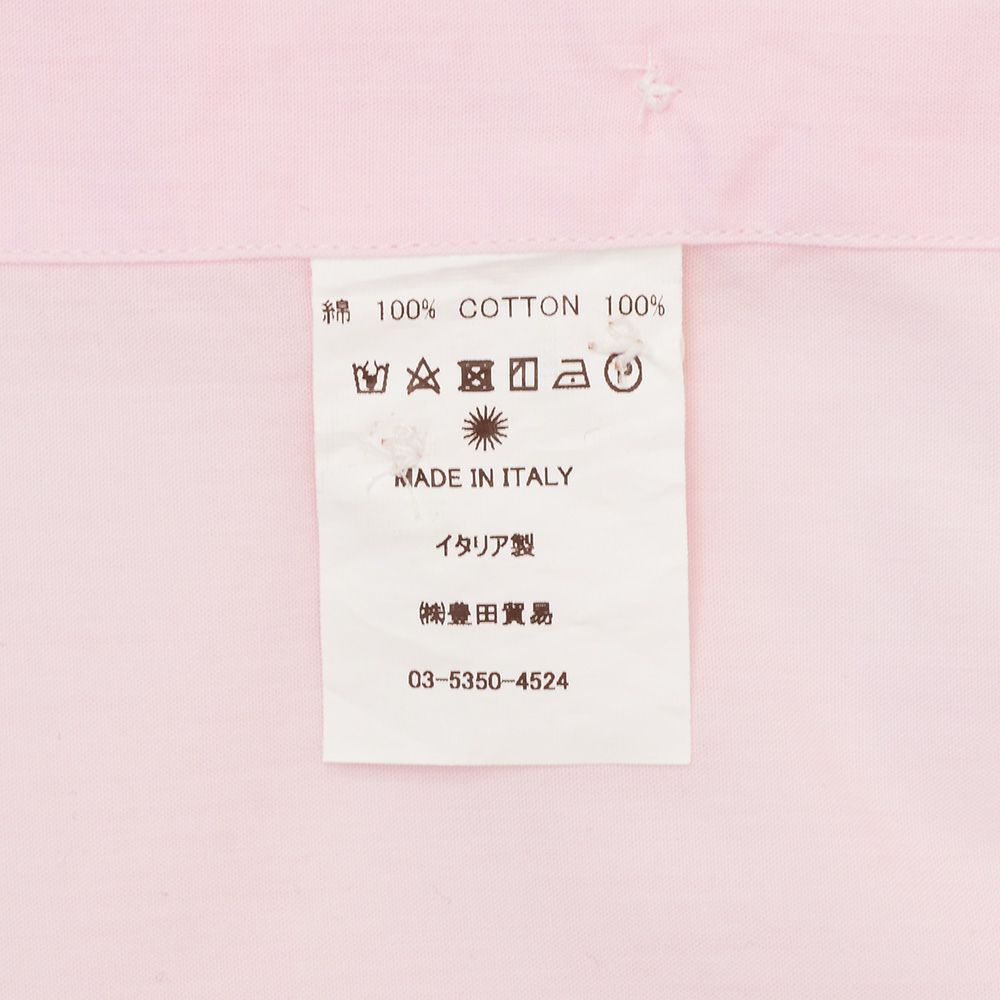 綿 100% COTTON 100%
MADE IN ITALY
イタリア製
㈱豊田貿易
03-5350-4524